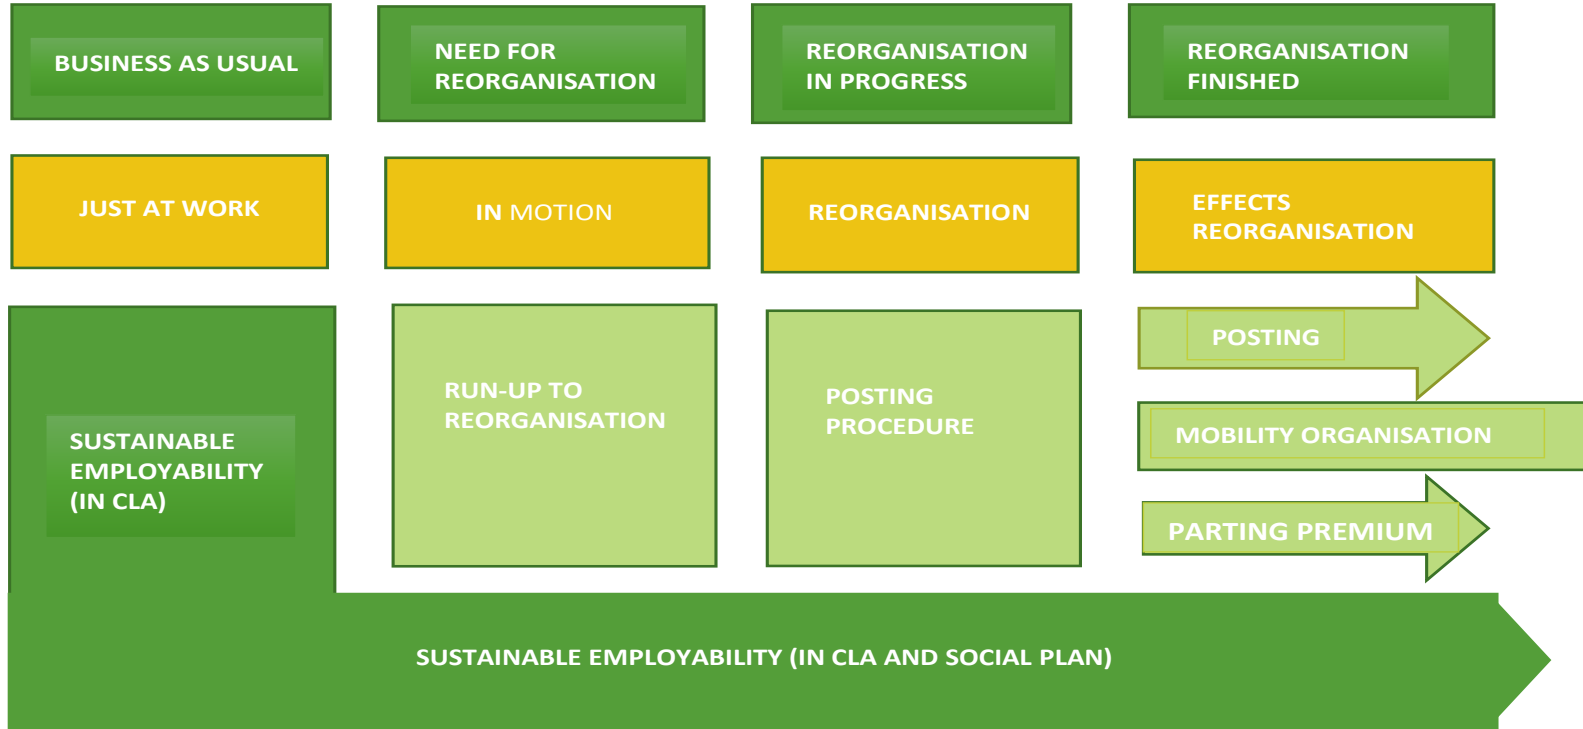 BUSINESS AS USUAL
NEED FOR
REORGANISATION
REORGANISATION
IN PROGRESS
REORGANISATION
FINISHED
JUST AT WORK
IN MOTION
REORGANISATION
EFFECTS
REORGANISATION
SUSTAINABLE
EMPLOYABILITY
(IN CLA)
RUN-UP TO
REORGANISATION
POSTING
PROCEDURE
POSTING
MOBILITY ORGANISATION
PARTING PREMIUM
SUSTAINABLE EMPLOYABILITY (IN CLA AND SOCIAL PLAN)